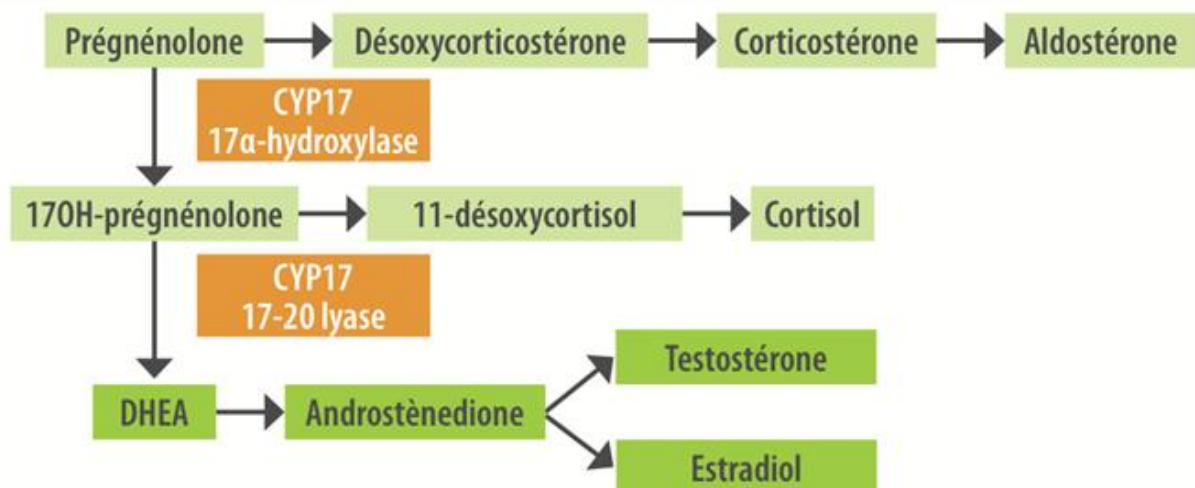 Prégnénolone
Désoxycorticostérone
Corticostérone
Aldostérone
CYP17
17α-hydroxylase
17OH-prégnénolone
11-désoxycortisol
Cortisol
CYP17
17-20 lyase
Testostérone
DHEA
Androstènedione
Estradiol